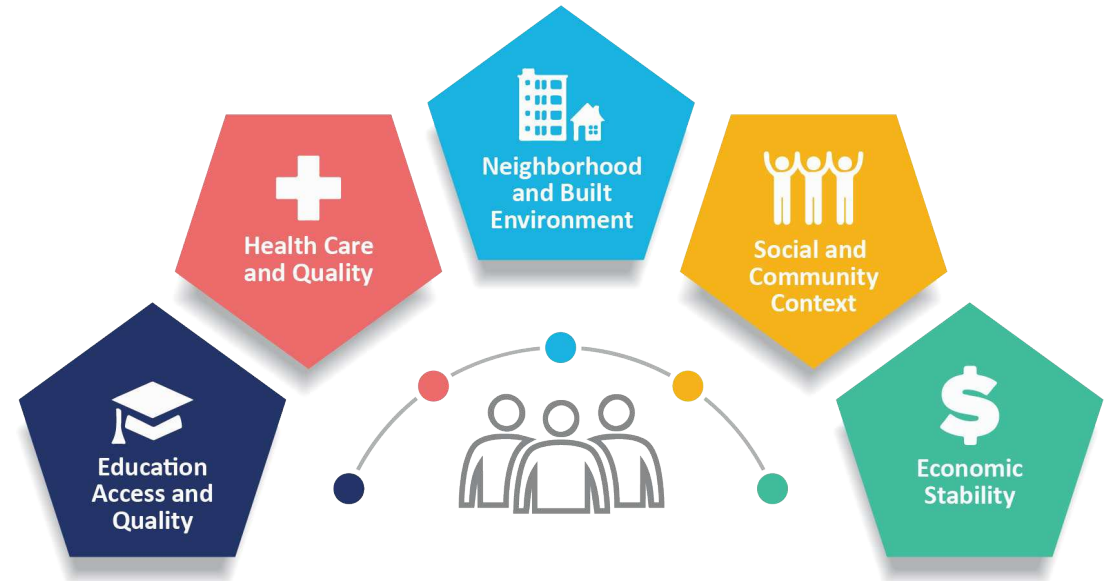 Education
Access and
Quality
Health Care
and Quality
Neighborhood
and Built
Environment
Social and
Community
Context
$
Economic
Stability